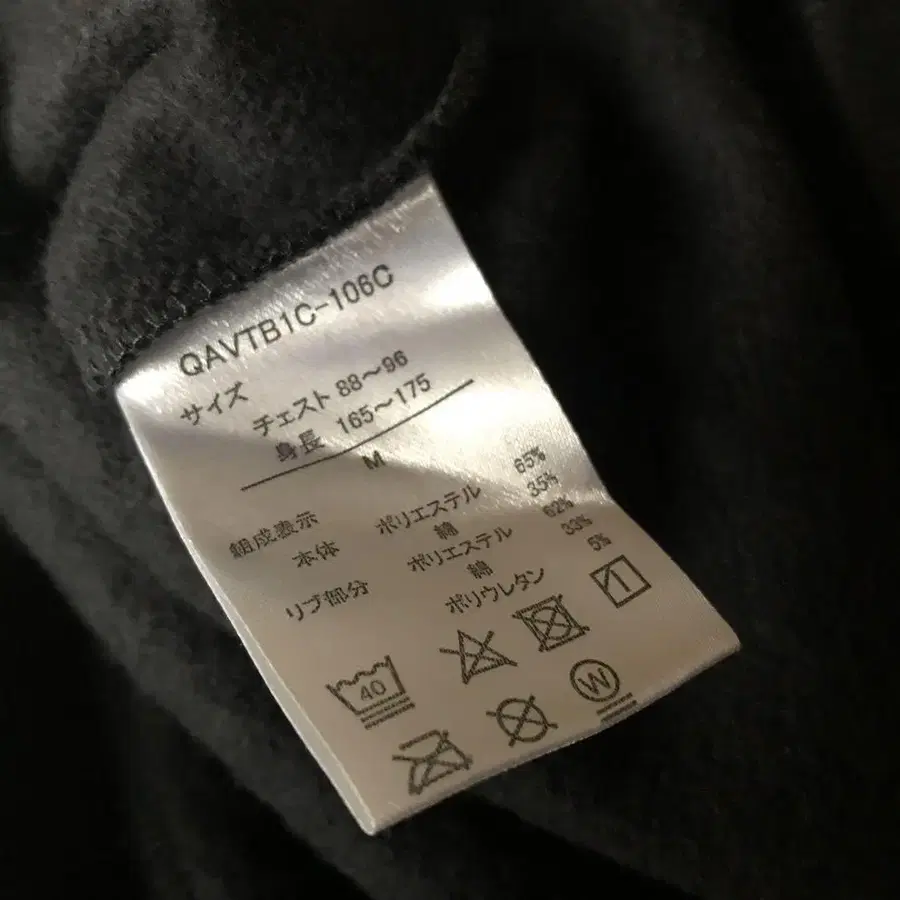 QAVTB1C-106C
サイズ
チェスト 88～96
身長 165～175
M
組成表示
本体 ポリエステル 65%
綿 35%
リブ部分 ポリエステル 62%
綿 33%
ポリウレタン 5%
40
W